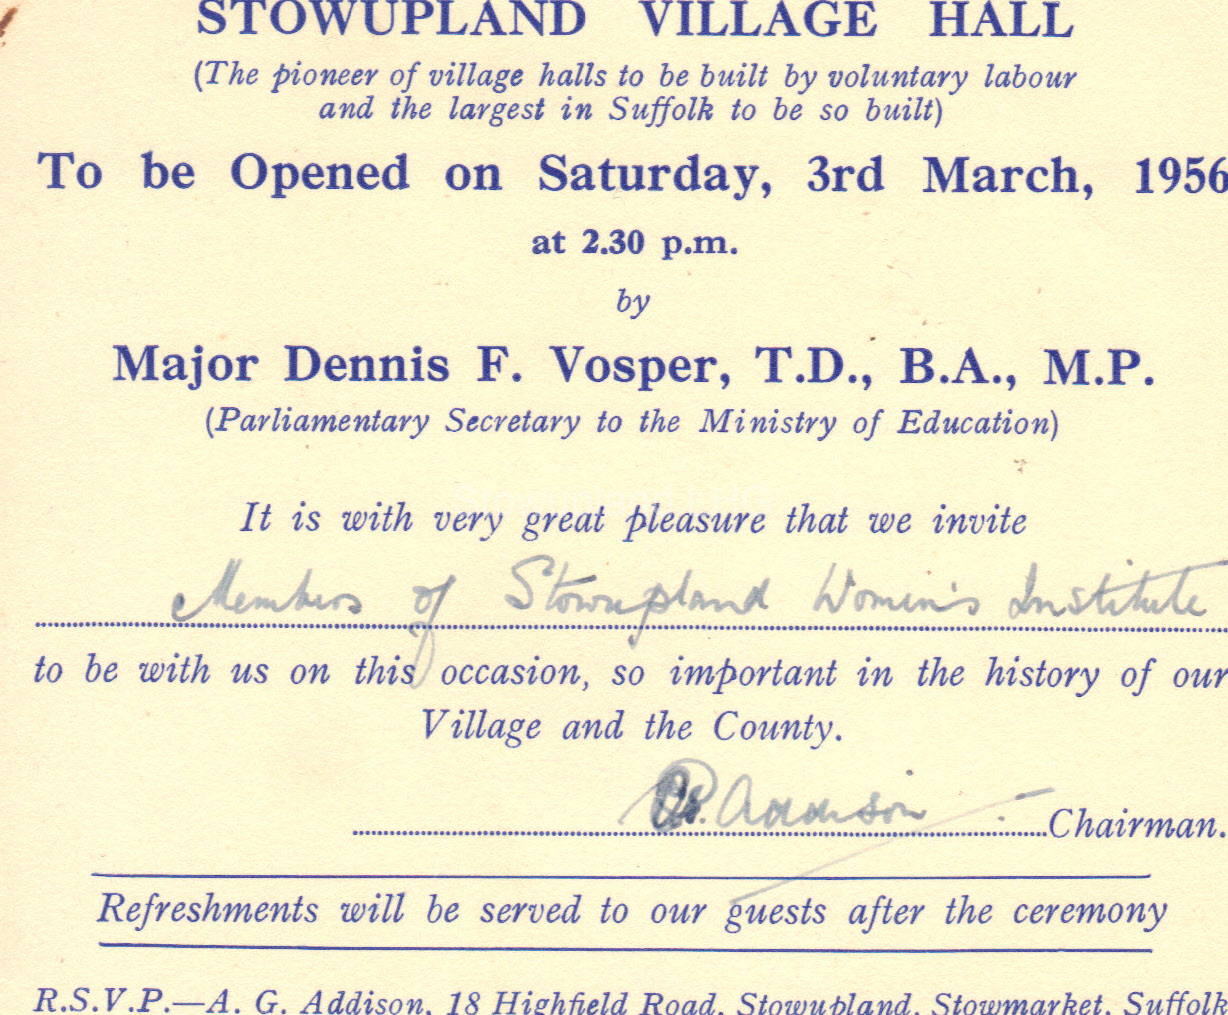 STOWUPLAND VILLAGE HALL
(The pioneer of village halls to be built by voluntary labour
and the largest in Suffolk to be so built)
To be Opened on Saturday, 3rd March, 1956
at 2.30 p.m.
by
Major Dennis F. Vosper, T.D., B.A., M.P.
(Parliamentary Secretary to the Ministry of Education)
It is with very great pleasure that we invite
Members of Stowupland Women's Institute
to be with us on this occasion, so important in the history of our
Village and the County.
Addison Chairman.
Refreshments will be served to our guests after the ceremony
R.S.V.P.—A. G. Addison, 18 Highfield Road, Stowupland, Stowmarket, Suffolk